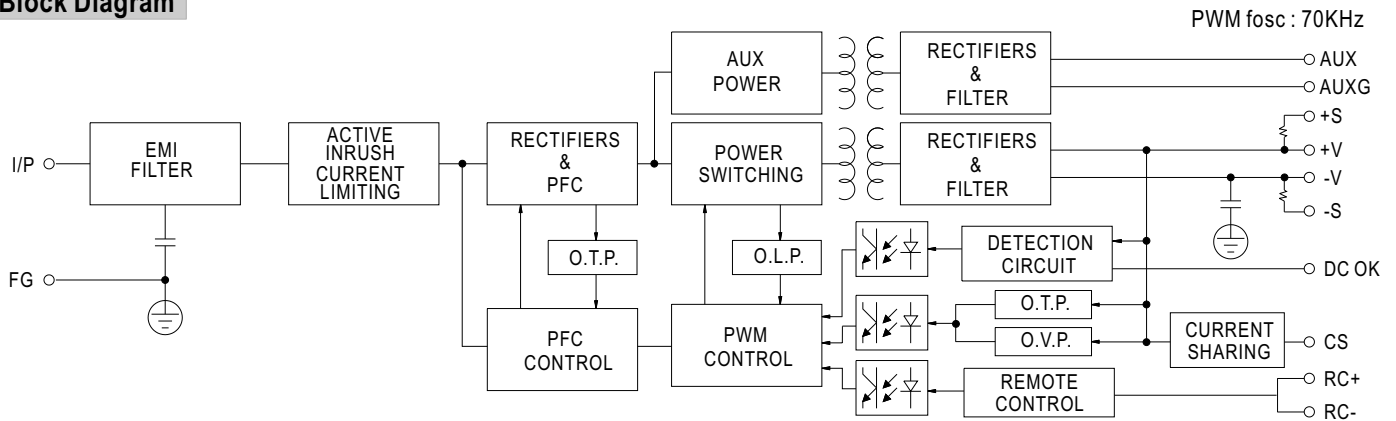 Block Diagram
PWM fosc : 70KHz
AUX
POWER
RECTIFIERS
&
FILTER
AUX
AUXG
+S
I/P
EMI
FILTER
ACTIVE
INRUSH
CURRENT
LIMITING
RECTIFIERS
&
PFC
POWER
SWITCHING
RECTIFIERS
&
FILTER
+V
-V
-S
FG
O.T.P.
O.L.P.
DETECTION
CIRCUIT
DC OK
PFC
CONTROL
PWM
CONTROL
O.T.P.
O.V.P.
CURRENT
SHARING
CS
REMOTE
CONTROL
RC+
RC-